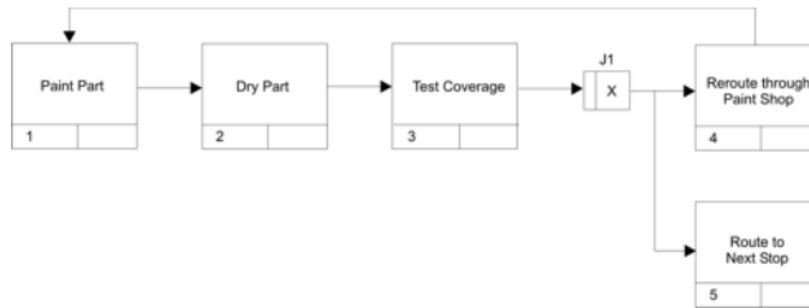 Paint Part
1
Dry Part
2
Test Coverage
3
J1
X
Reroute through
Paint Shop
4
Route to
Next Stop
5